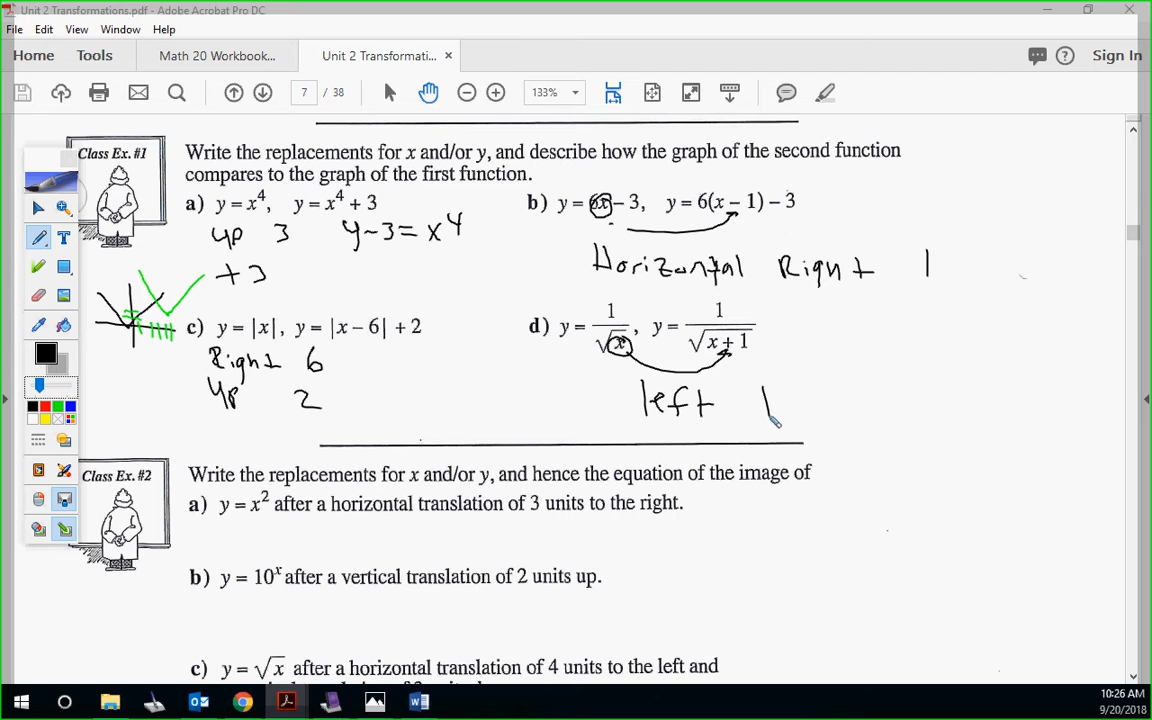 Unit 2 Transformations.pdf - Adobe Acrobat Pro DC
File Edit View Window Help
Home Tools Math 20 Workbook... Unit 2 Transformati... × Sign In
7 / 38 133%
Class Ex. #1
Write the replacements for x and/or y, and describe how the graph of the second function
compares to the graph of the first function.
a) y = x⁴, y = x⁴ + 3
up 3 y-3 = x⁴
+3
b) y = 6x - 3, y = 6(x - 1) - 3
Horizontal Right 1
c) y = |x|, y = |x - 6| + 2
Right 6
Up 2
d) y = 1/√x, y = 1/√(x + 1)
left 1
Class Ex. #2
Write the replacements for x and/or y, and hence the equation of the image of
a) y = x² after a horizontal translation of 3 units to the right.
b) y = 10ˣ after a vertical translation of 2 units up.
c) y = √x after a horizontal translation of 4 units to the left and
10:26 AM
9/20/2018